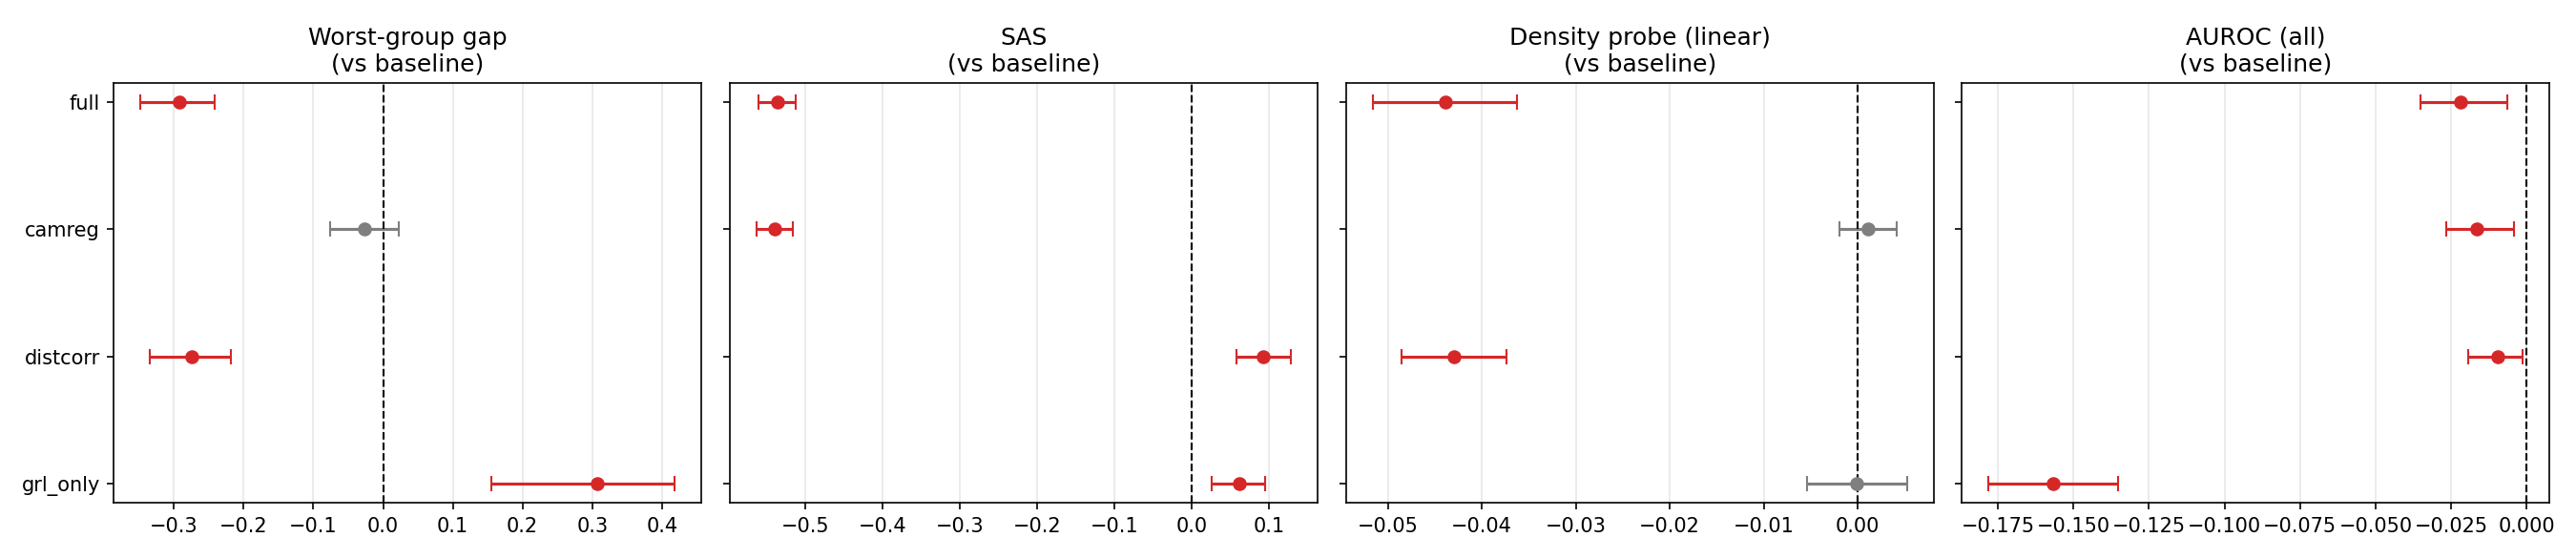 Worst-group gap
(vs baseline)
SAS
(vs baseline)
Density probe (linear)
(vs baseline)
AUROC (all)
(vs baseline)
full
camreg
distcorr
grl_only
−0.3 −0.2 −0.1 0.0 0.1 0.2 0.3 0.4
−0.5 −0.4 −0.3 −0.2 −0.1 0.0 0.1
−0.05 −0.04 −0.03 −0.02 −0.01 0.00
−0.175 −0.150 −0.125 −0.100 −0.075 −0.050 −0.025 0.000